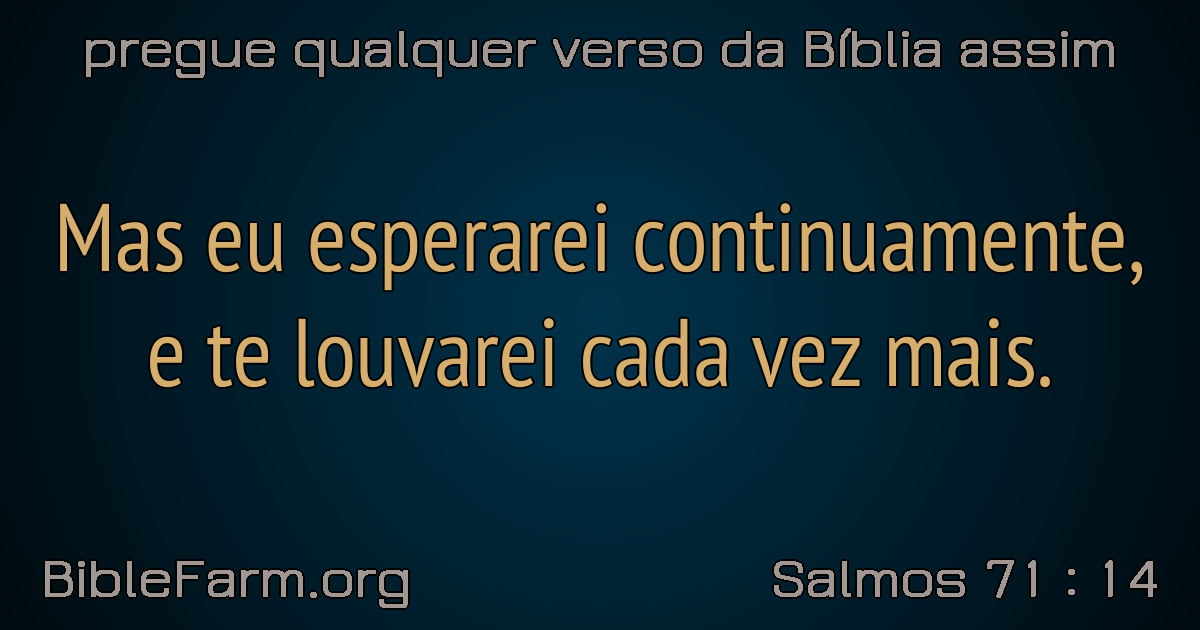 pregue qualquer verso da Bíblia assim
Mas eu esperarei continuamente,
e te louvarei cada vez mais.
BibleFarm.org
Salmos 71 : 14